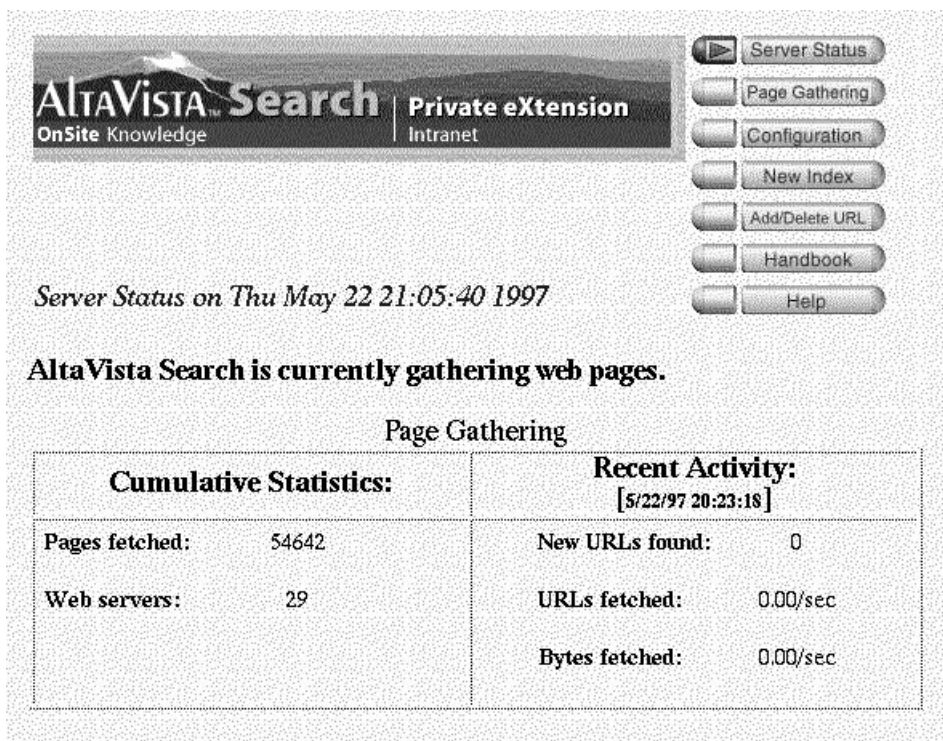 ALTAVISTA™ Search | Private eXtension
OnSite Knowledge Intranet
Server Status
Page Gathering
Configuration
New Index
Add/Delete URL
Handbook
Help
Server Status on Thu May 22 21:05:40 1997
AltaVista Search is currently gathering web pages.
Page Gathering
Cumulative Statistics:
Recent Activity:
[5/22/97 20:23:18]
Pages fetched: 54642
New URLs found: 0
Web servers: 29
URLs fetched: 0.00/sec
Bytes fetched: 0.00/sec